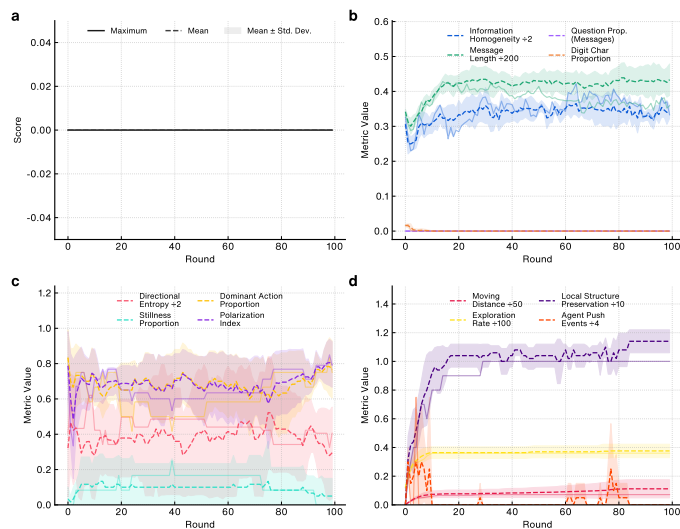 a
Maximum
Mean
Mean ± Std. Dev.
0.04
0.02
0.00
-0.02
-0.04
Score
0
20
40
60
80
100
Round
b
Information
Homogeneity ÷2
Message
Length ÷200
Question Prop.
(Messages)
Digit Char
Proportion
0.6
0.5
0.4
0.3
0.2
0.1
0.0
Metric Value
0
20
40
60
80
100
Round
c
Directional
Entropy ÷2
Stillness
Proportion
Dominant Action
Proportion
Polarization
Index
1.2
1.0
0.8
0.6
0.4
0.2
0.0
Metric Value
0
20
40
60
80
100
Round
d
Moving
Distance ÷50
Exploration
Rate ÷100
Local Structure
Preservation ÷10
Agent Push
Events ÷4
1.4
1.2
1.0
0.8
0.6
0.4
0.2
0.0
Metric Value
0
20
40
60
80
100
Round